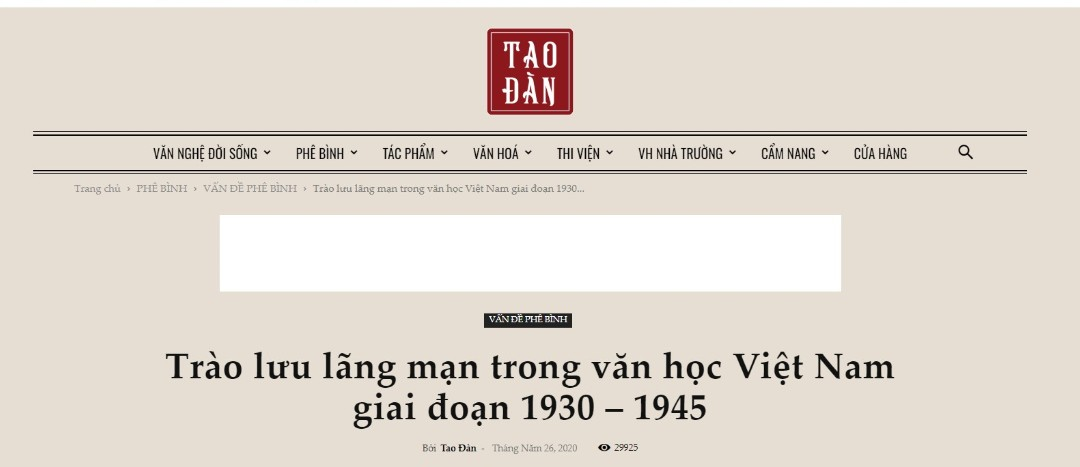 TAO
ĐÀN
VĂN NGHỆ ĐỜI SỐNG PHÊ BÌNH TÁC PHẨM VĂN HOÁ THI VIỆN VH NHÀ TRƯỜNG CẨM NANG CỬA HÀNG
Trang chủ › PHÊ BÌNH › VẤN ĐỀ PHÊ BÌNH › Trào lưu lãng mạn trong văn học Việt Nam giai đoạn 1930...
VẤN ĐỀ PHÊ BÌNH
Trào lưu lãng mạn trong văn học Việt Nam
giai đoạn 1930 – 1945
Bởi Tao Đàn - Tháng Năm 26, 2020 29925